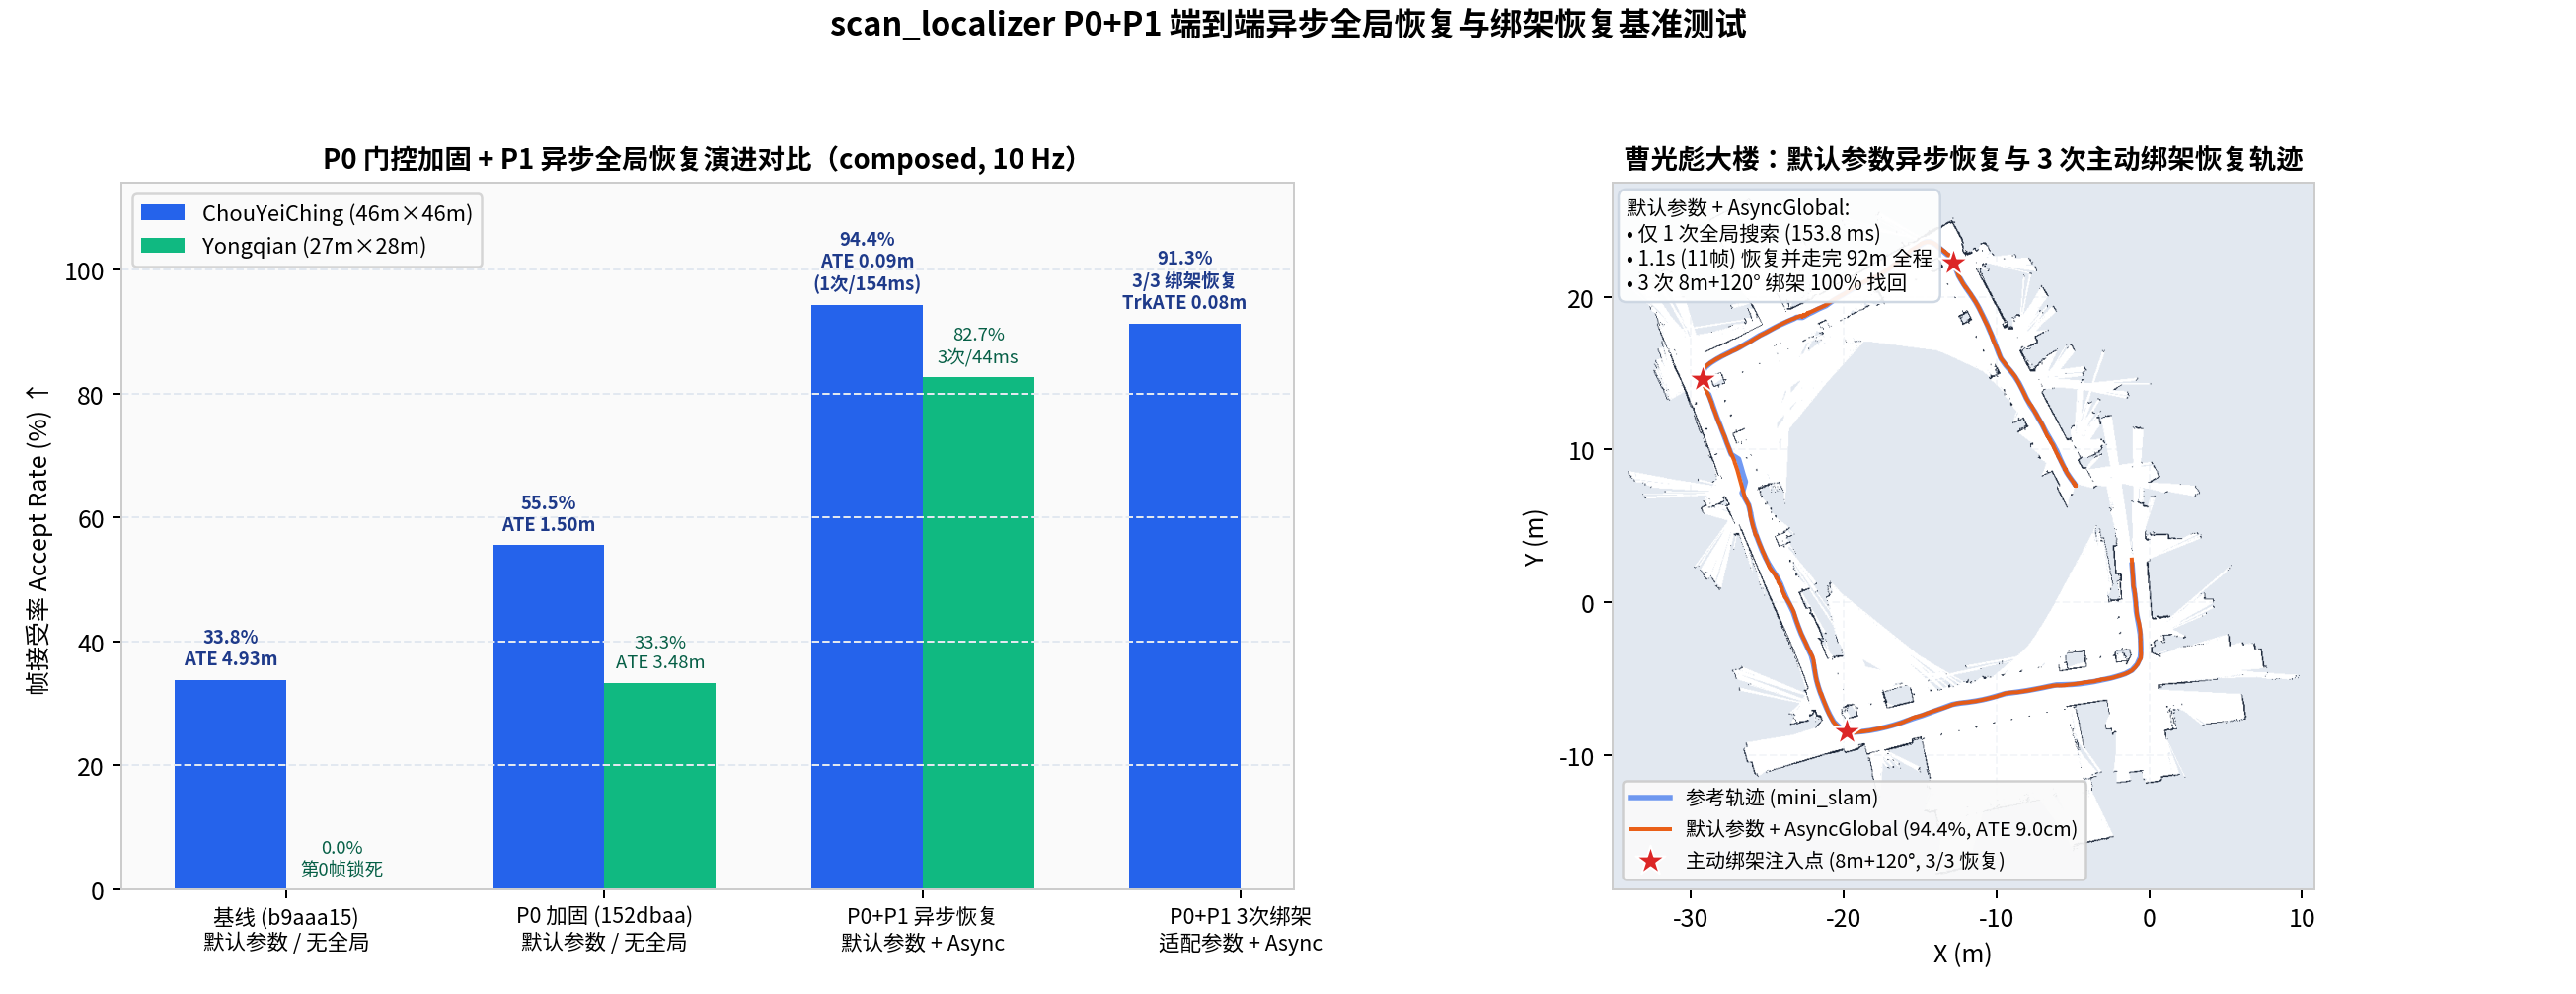 scan_localizer P0+P1 端到端异步全局恢复与绑架恢复基准测试
P0 门控加固 + P1 异步全局恢复演进对比（composed, 10 Hz）
ChouYeiChing (46m×46m)
Yongqian (27m×28m)
帧接受率 Accept Rate (%) ↑
100
80
60
40
20
0
33.8%
ATE 4.93m
0.0%
第0帧锁死
55.5%
ATE 1.50m
33.3%
ATE 3.48m
94.4%
ATE 0.09m
(1次/154ms)
82.7%
3次/44ms
91.3%
3/3 绑架恢复
TrkATE 0.08m
基线 (b9aaa15)
默认参数 / 无全局
P0 加固 (152dbaa)
默认参数 / 无全局
P0+P1 异步恢复
默认参数 + Async
P0+P1 3次绑架
适配参数 + Async
曹光彪大楼：默认参数异步恢复与 3 次主动绑架恢复轨迹
默认参数 + AsyncGlobal:
• 仅 1 次全局搜索 (153.8 ms)
• 1.1s (11帧) 恢复并走完 92m 全程
• 3 次 8m+120° 绑架 100% 找回
Y (m)
20
10
0
-10
参考轨迹 (mini_slam)
默认参数 + AsyncGlobal (94.4%, ATE 9.0cm)
主动绑架注入点 (8m+120°, 3/3 恢复)
-30
-20
-10
0
10
X (m)